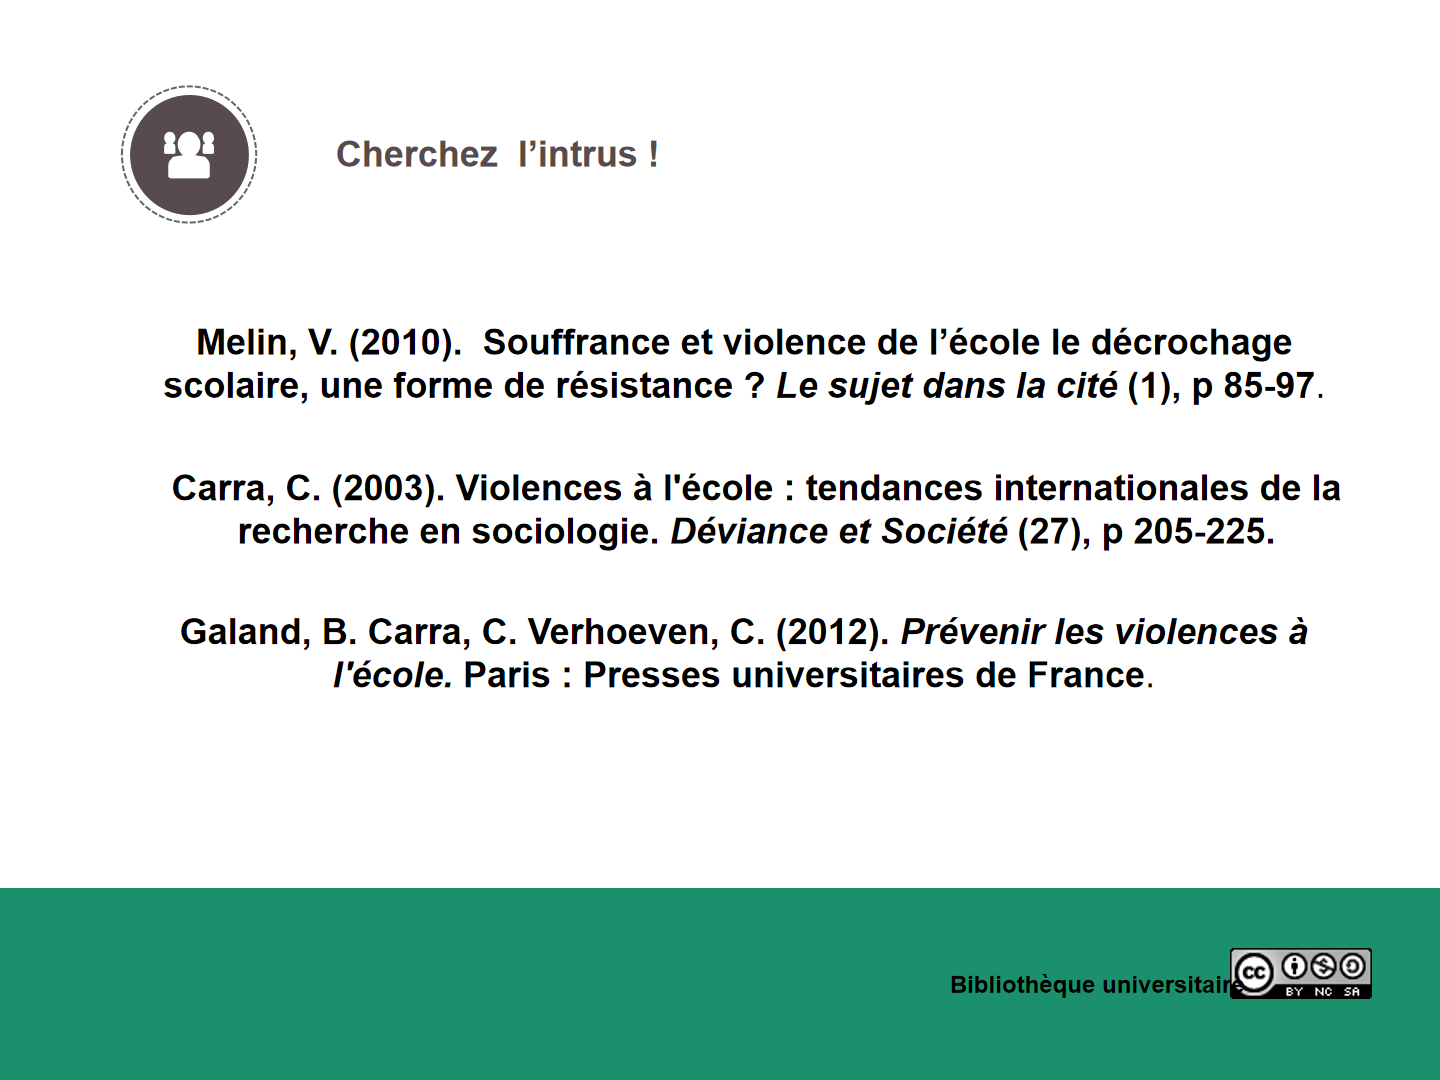 Cherchez  l’intrus !
Melin, V. (2010).  Souffrance et violence de l’école le décrochage
scolaire, une forme de résistance ? Le sujet dans la cité (1), p 85-97.
Carra, C. (2003). Violences à l'école : tendances internationales de la
recherche en sociologie. Déviance et Société (27), p 205-225.
Galand, B. Carra, C. Verhoeven, C. (2012). Prévenir les violences à
l'école. Paris : Presses universitaires de France.
Bibliothèque universitaire
cc
BY NC SA